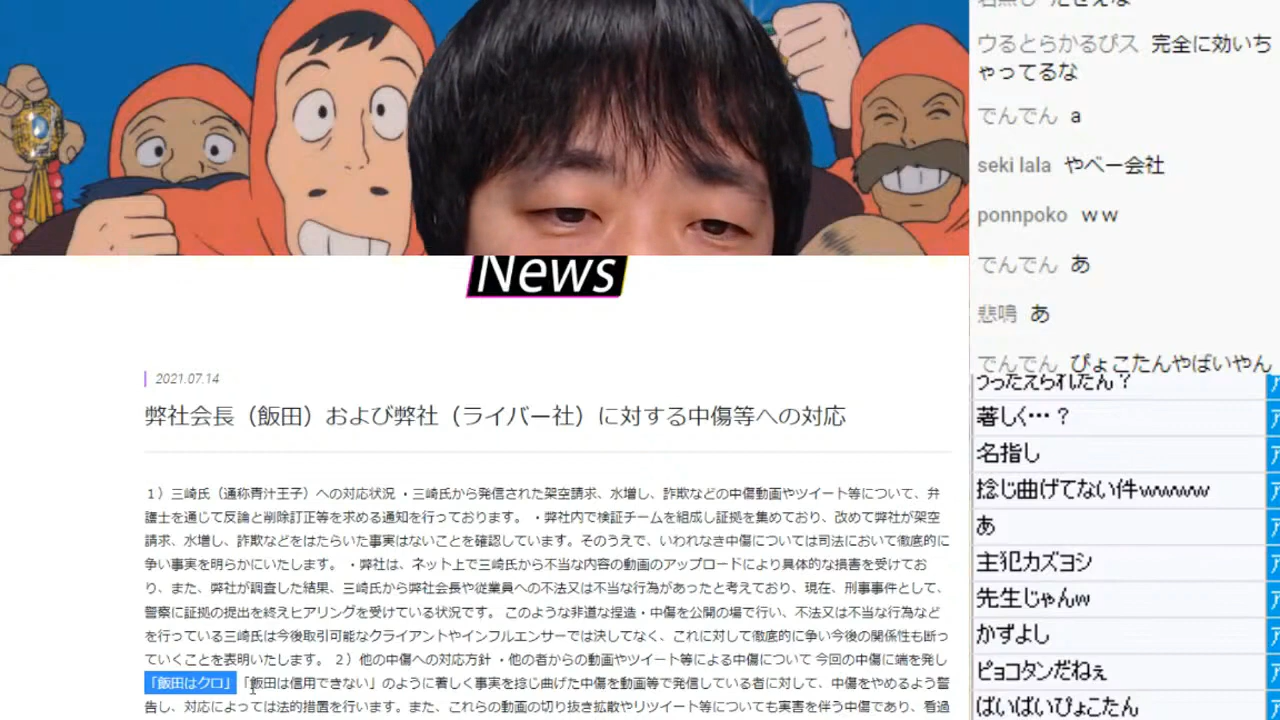 News
2021.07.14
弊社会長（飯田）および弊社（ライバー社）に対する中傷等への対応
１）三崎氏（通称青汁王子）への対応状況 ・三崎氏から発信された架空請求、水増し、詐欺などの中傷動画やツイート等について、弁
護士を通じて反論と削除訂正等を求める通知を行っております。 ・弊社内で検証チームを組成し証拠を集めており、改めて弊社が架空
請求、水増し、詐欺などをはたらいた事実はないことを確認しています。そのうえで、いわれなき中傷については司法において徹底的に
争い事実を明らかにいたします。 ・弊社は、ネット上で三崎氏から不当な内容の動画のアップロードにより具体的な損害を受けてお
り、また、弊社が調査した結果、三崎氏から弊社会長や従業員への不法又は不当な行為があったと考えており、現在、刑事事件として、
警察に証拠の提出を終えヒアリングを受けている状況です。 このような非道な捏造・中傷を公開の場で行い、不法又は不当な行為など
を行っている三崎氏は今後取引可能なクライアントやインフルエンサーでは決してなく、これに対して徹底的に争い今後の関係性も断っ
ていくことを表明いたします。 ２）他の中傷への対応方針 ・他の者からの動画やツイート等による中傷について 今回の中傷に端を発し
「飯田はクロ」「飯田は信用できない」のように著しく事実を捻じ曲げた中傷を動画等で発信している者に対して、中傷をやめるよう警
告し、対応によっては法的措置を行います。また、これらの動画の切り抜き拡散やリツイート等についても実害を伴う中傷であり、看過
ウるとらかるぴス 完全に効いち
ゃってるな
でんでん a
seki lala やべー会社
ponnpoko ｗｗ
でんでん あ
悲鳴 あ
でんでん ぴょこたんやばいやん
うったえられたん？
著しく…？
名指し
捻じ曲げてない件wwwww
あ
主犯カズヨシ
先生じゃんw
かずよし
ピョコタンだねぇ
ばいばいぴょこたん